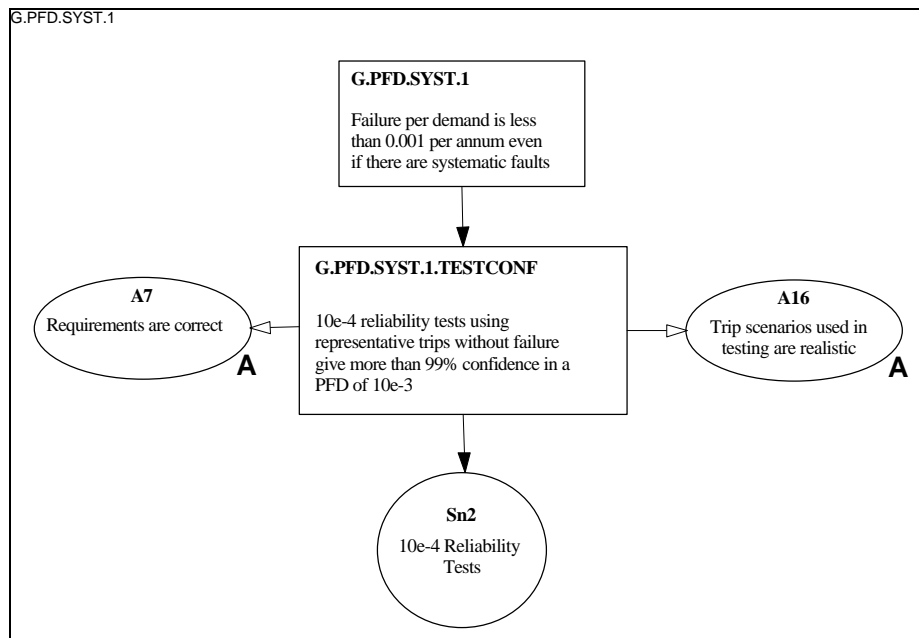 G.PFD.SYST.1
G.PFD.SYST.1
Failure per demand is less
than 0.001 per annum even
if there are systematic faults
G.PFD.SYST.1.TESTCONF
10e-4 reliability tests using
representative trips without failure
give more than 99% confidence in a
PFD of 10e-3
A7
Requirements are correct
A
A16
Trip scenarios used in
testing are realistic
A
Sn2
10e-4 Reliability
Tests